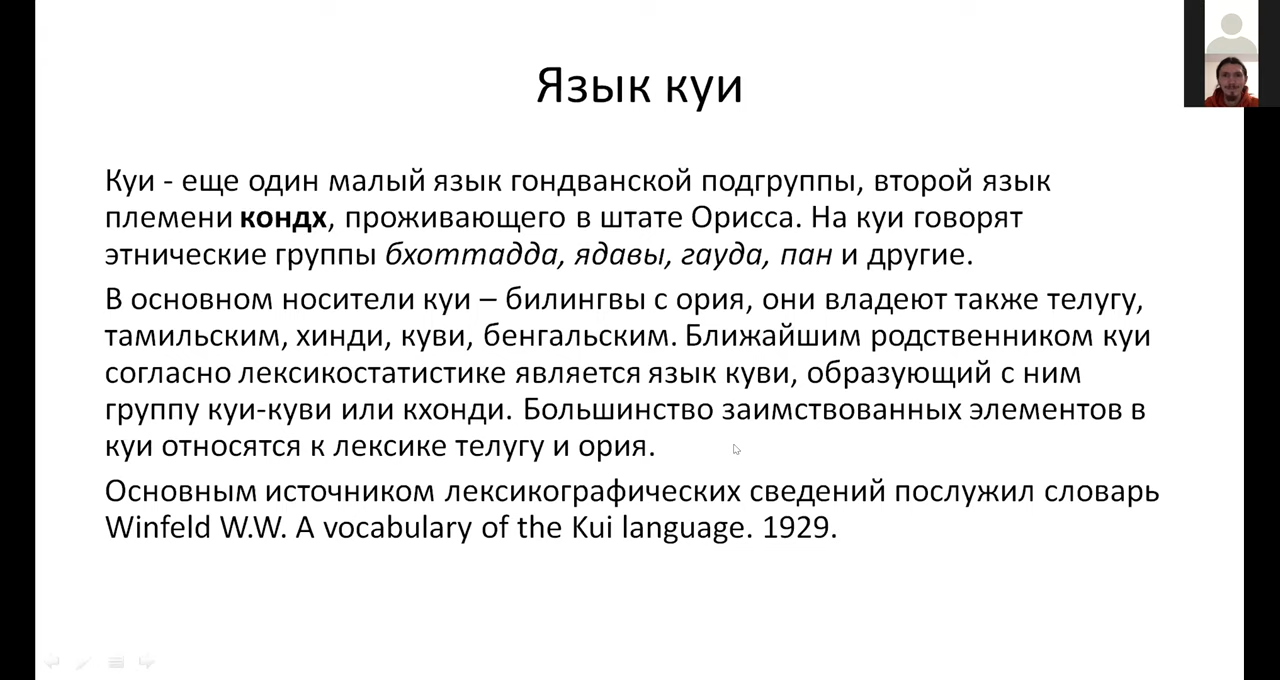 Язык куи
Куи - еще один малый язык гондванской подгруппы, второй язык
племени кондх, проживающего в штате Орисса. На куи говорят
этнические группы бхоттадда, ядавы, гауда, пан и другие.
В основном носители куи – билингвы с ория, они владеют также телугу,
тамильским, хинди, куви, бенгальским. Ближайшим родственником куи
согласно лексикостатистике является язык куви, образующий с ним
группу куи-куви или кхонди. Большинство заимствованных элементов в
куи относятся к лексике телугу и ория.
Основным источником лексикографических сведений послужил словарь
Winfeld W.W. A vocabulary of the Kui language. 1929.